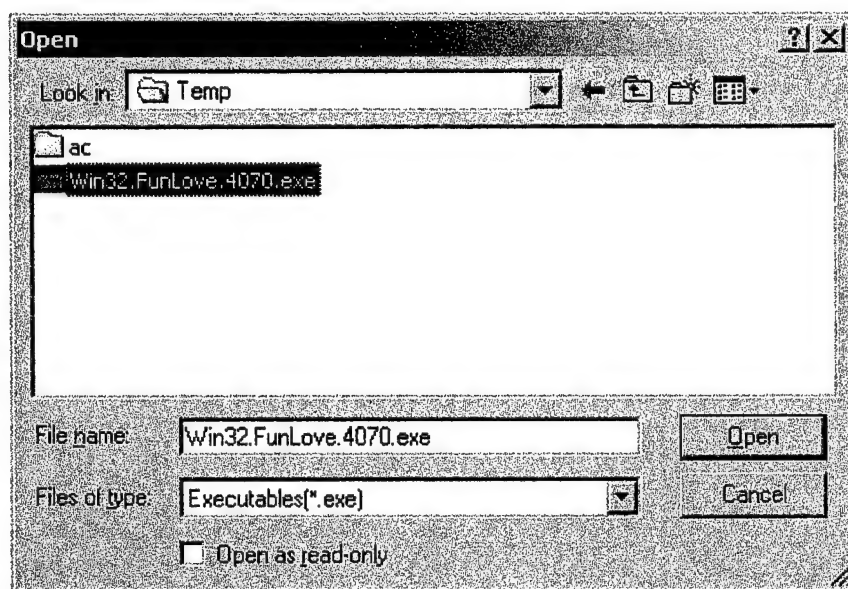 Open
Look in: Temp
ac
Win32.FunLove.4070.exe
File name: Win32.FunLove.4070.exe Open
Files of type: Executables(*.exe) Cancel
Open as read-only